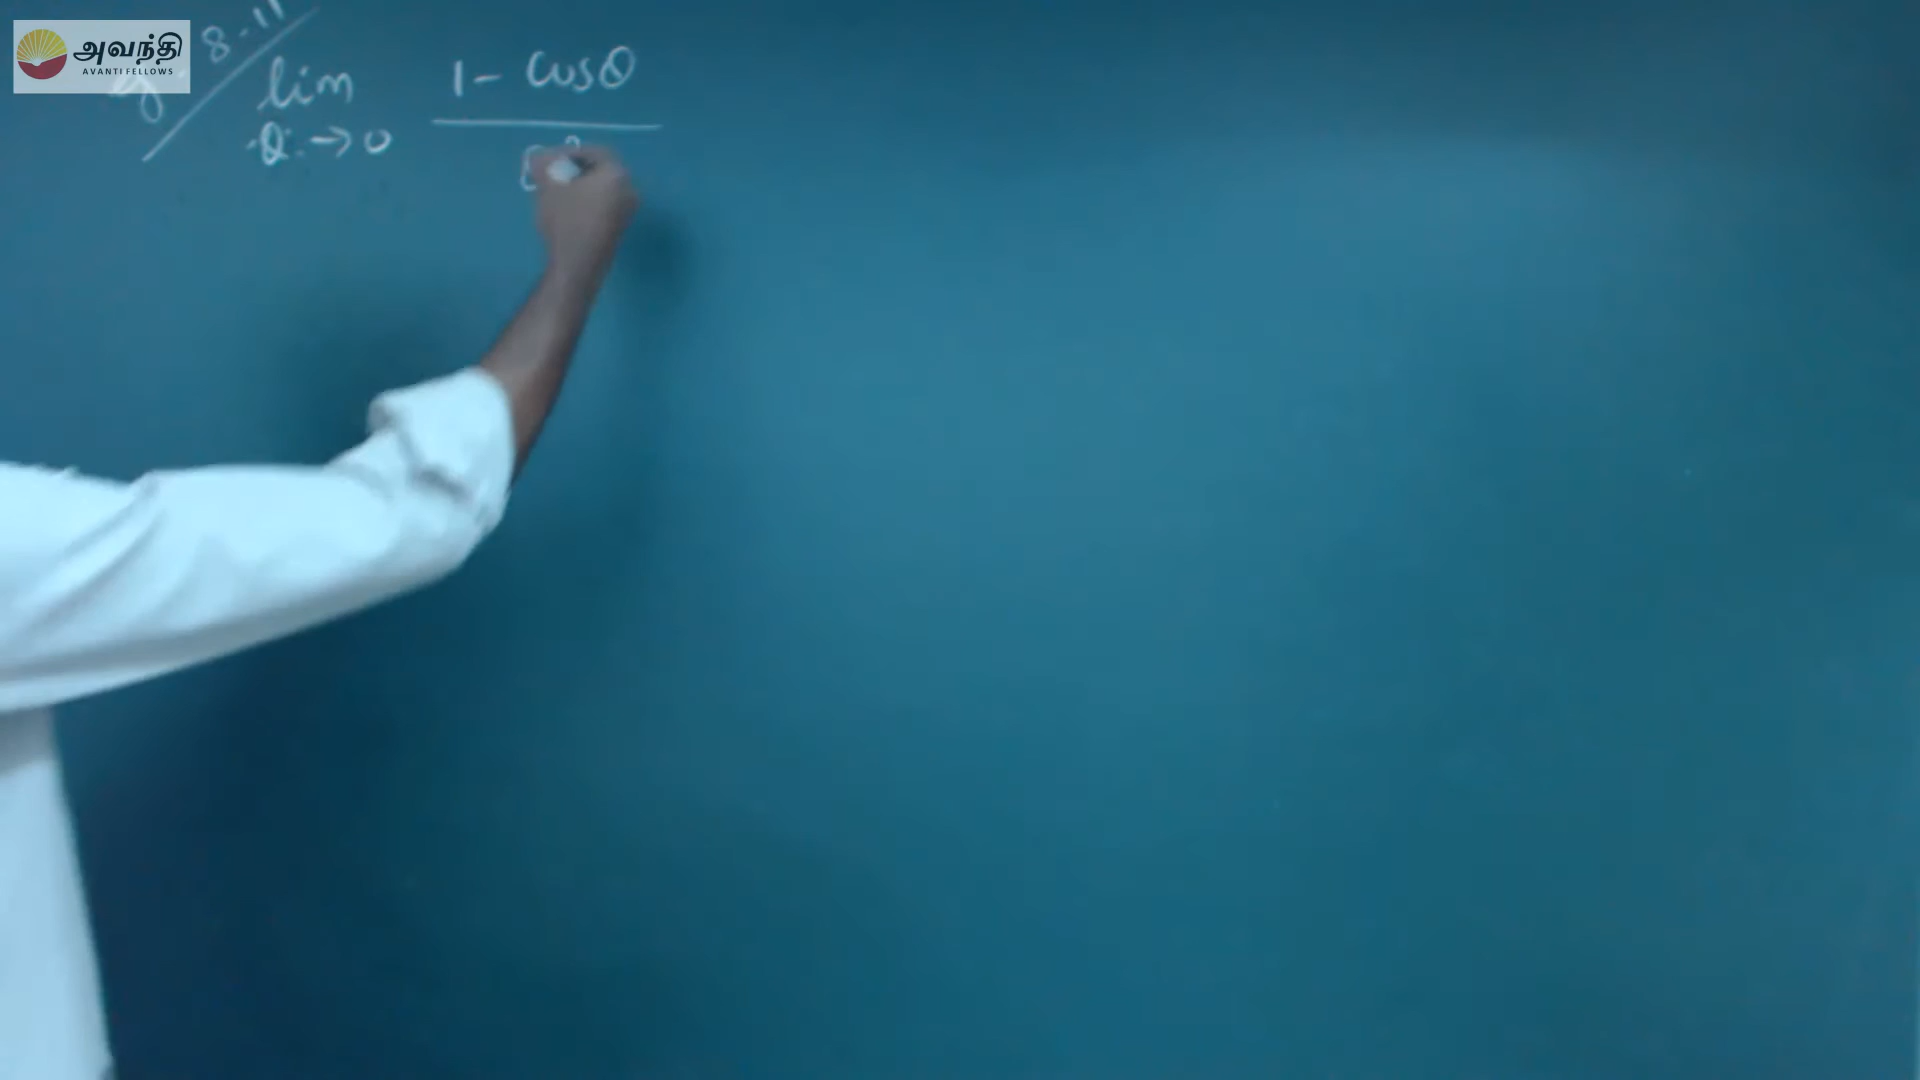 அவந்தி
AVANTI FELLOWS
8.11
lim 1 - cosθ
θ → 0